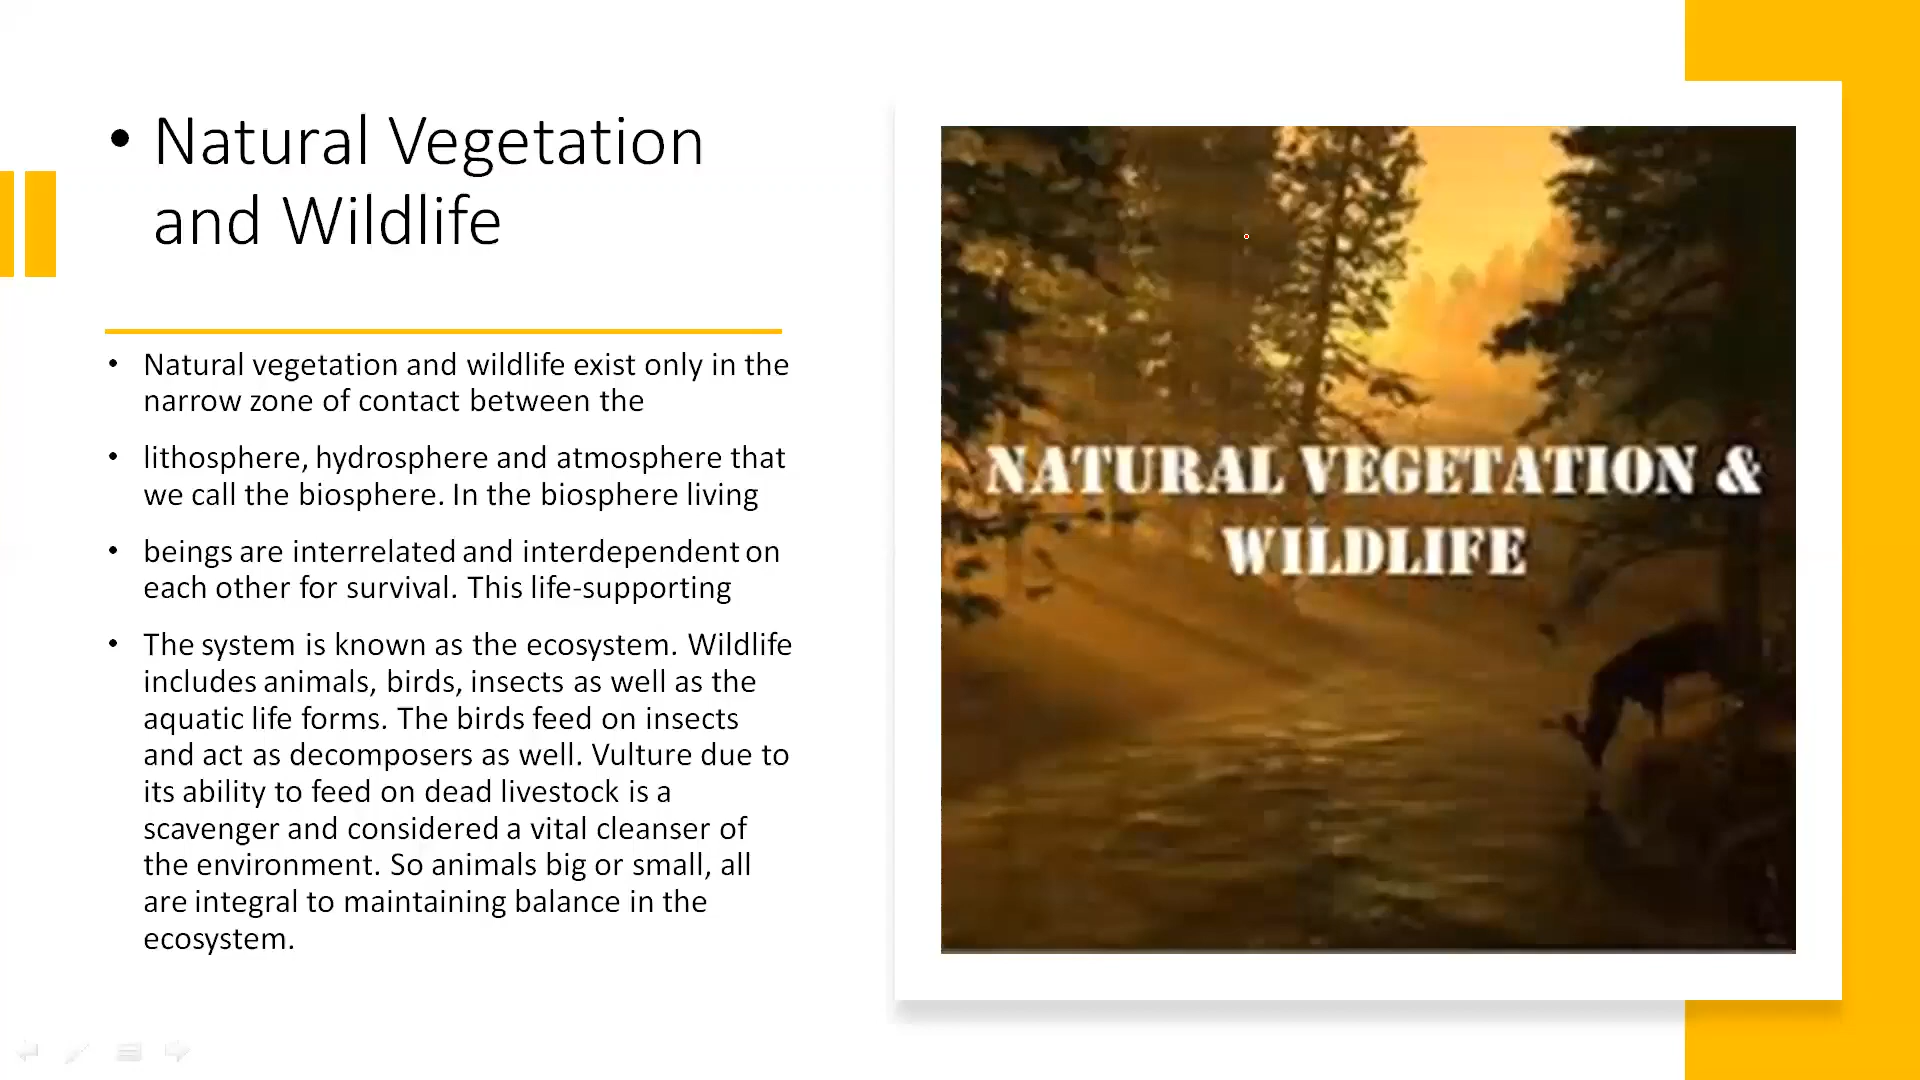 • Natural Vegetation
and Wildlife
• Natural vegetation and wildlife exist only in the
narrow zone of contact between the
• lithosphere, hydrosphere and atmosphere that
we call the biosphere. In the biosphere living
• beings are interrelated and interdependent on
each other for survival. This life-supporting
• The system is known as the ecosystem. Wildlife
includes animals, birds, insects as well as the
aquatic life forms. The birds feed on insects
and act as decomposers as well. Vulture due to
its ability to feed on dead livestock is a
scavenger and considered a vital cleanser of
the environment. So animals big or small, all
are integral to maintaining balance in the
ecosystem.
NATURAL VEGETATION &
WILDLIFE